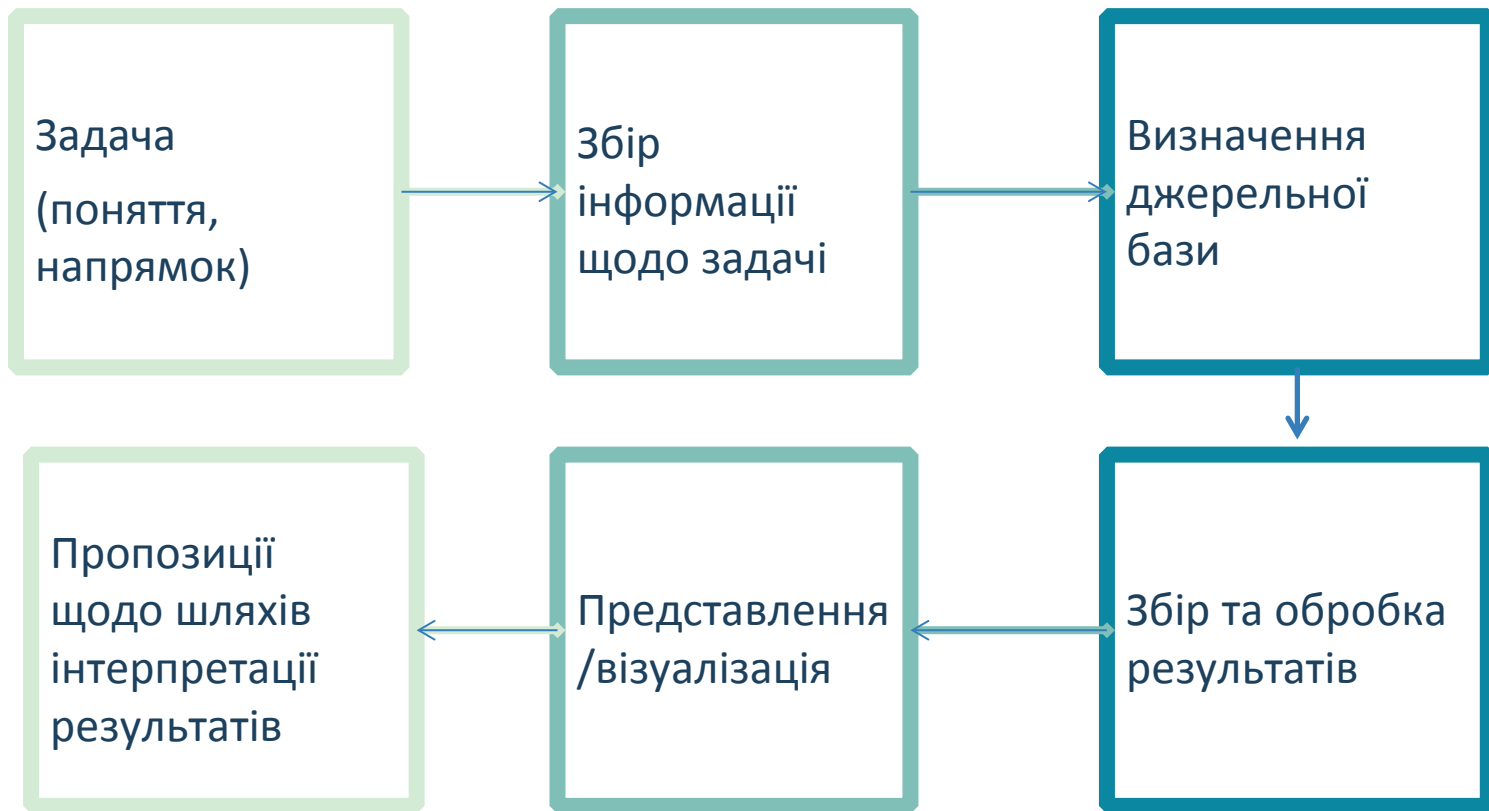 Задача
(поняття,
напрямок)
Збір
інформації
щодо задачі
Визначення
джерельної
бази
Пропозиції
щодо шляхів
інтерпретації
результатів
Представлення
/візуалізація
Збір та обробка
результатів